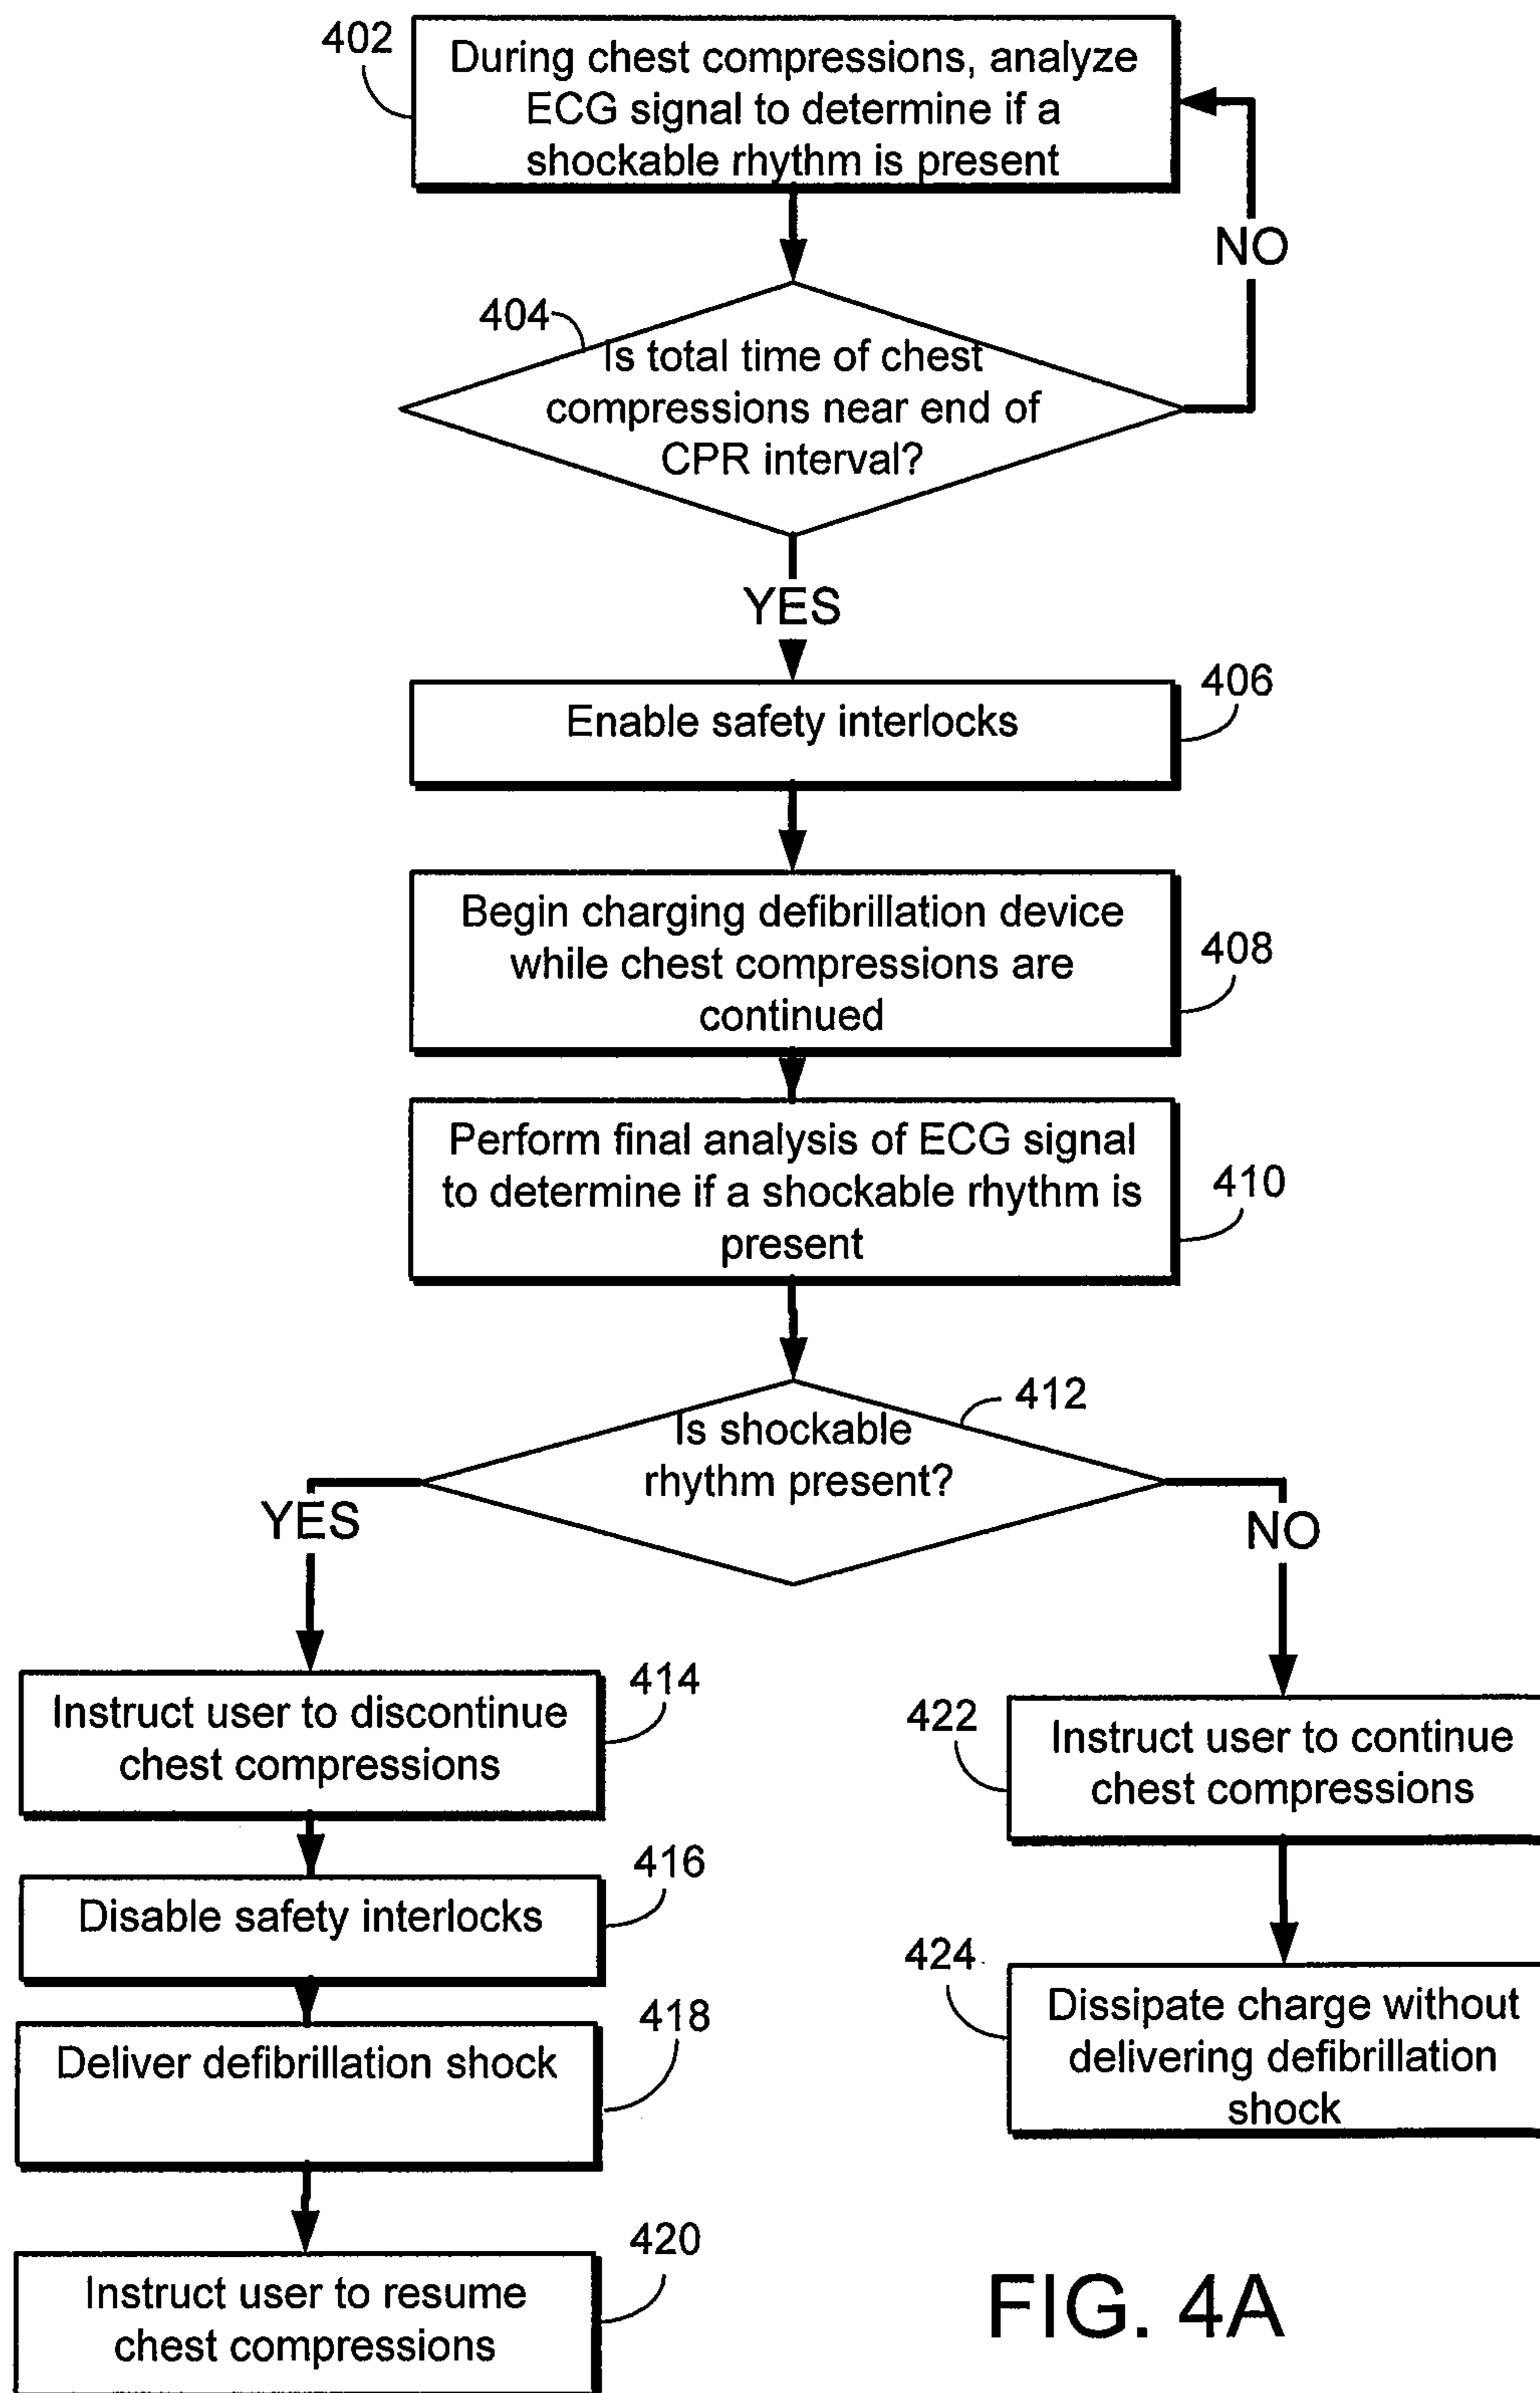 402
During chest compressions, analyze
ECG signal to determine if a
shockable rhythm is present
NO
404
Is total time of chest
compressions near end of
CPR interval?
YES
406
Enable safety interlocks
Begin charging defibrillation device
while chest compressions are
continued
408
Perform final analysis of ECG signal
to determine if a shockable rhythm is
present
410
412
Is shockable
rhythm present?
YES
NO
414
Instruct user to discontinue
chest compressions
416
Disable safety interlocks
418
Deliver defibrillation shock
420
Instruct user to resume
chest compressions
422
Instruct user to continue
chest compressions
424
Dissipate charge without
delivering defibrillation
shock
FIG. 4A